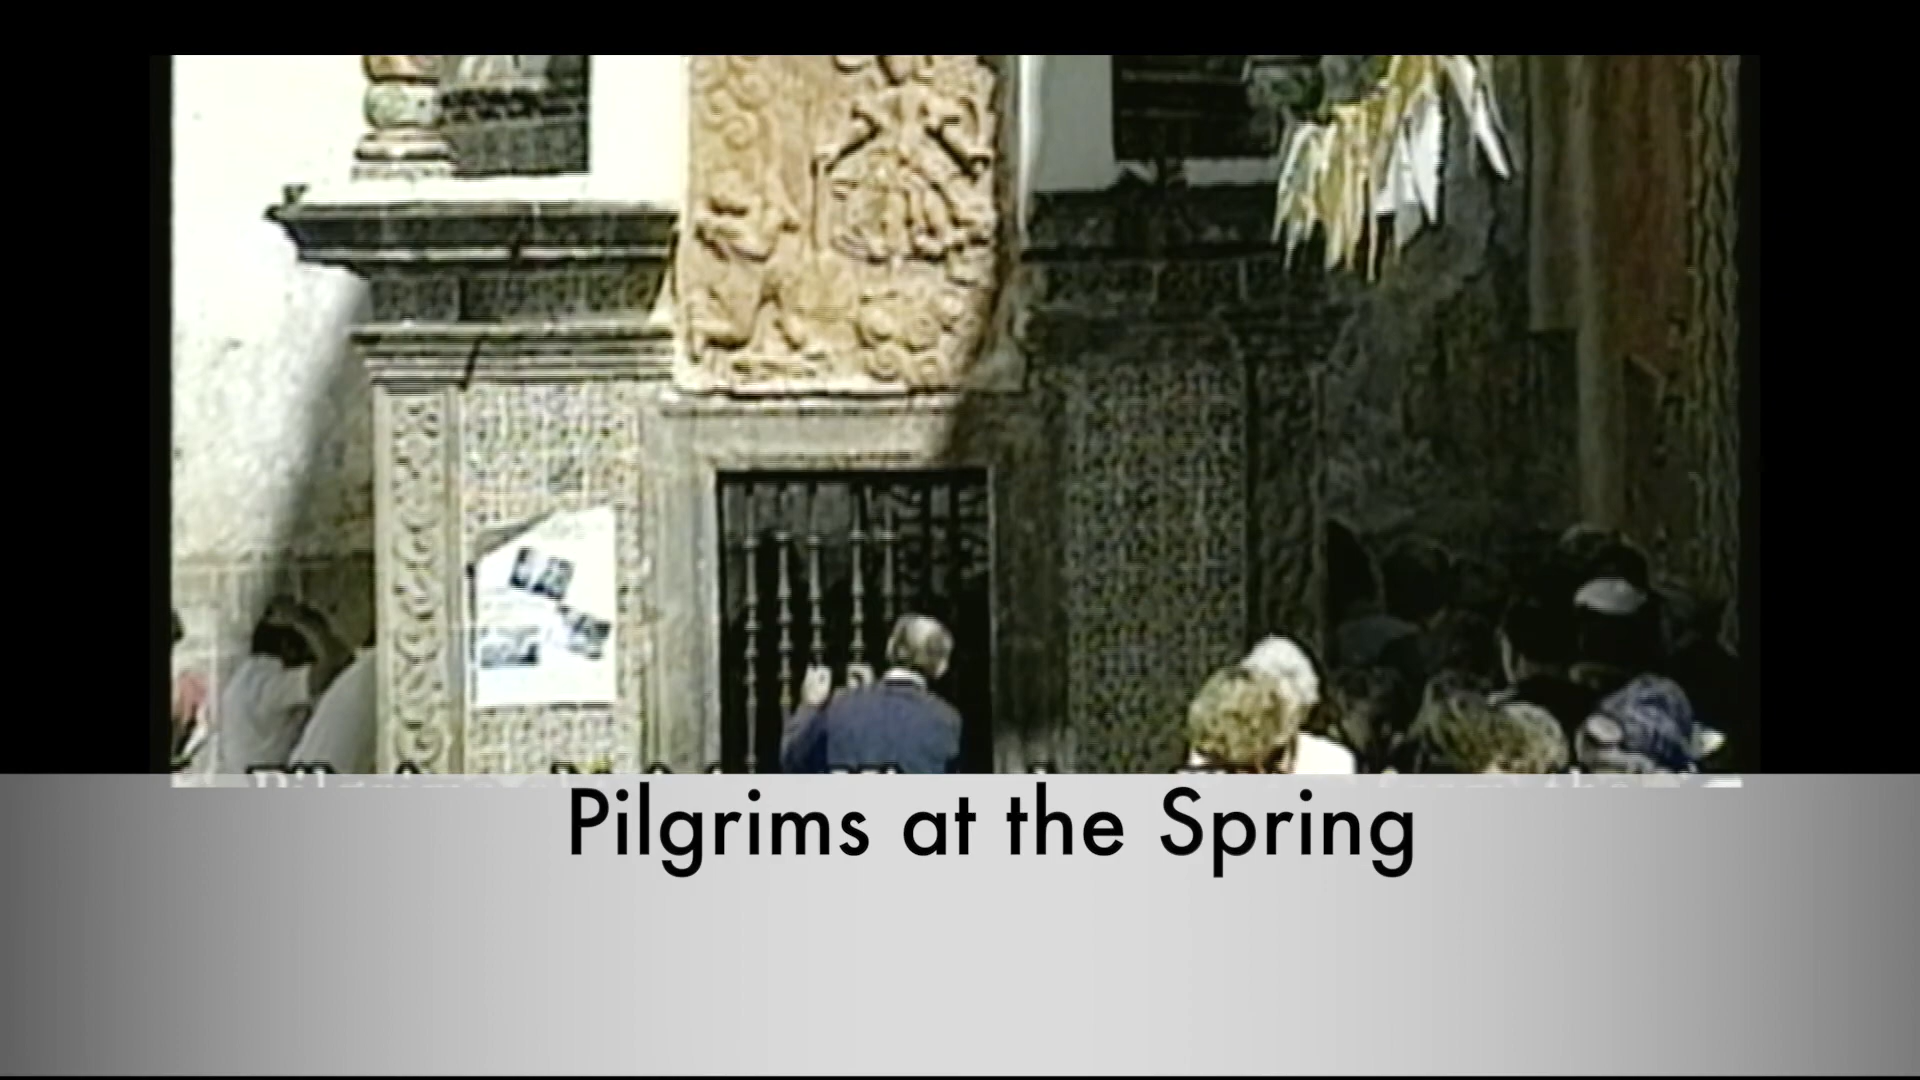 Pilgrims at the Spring